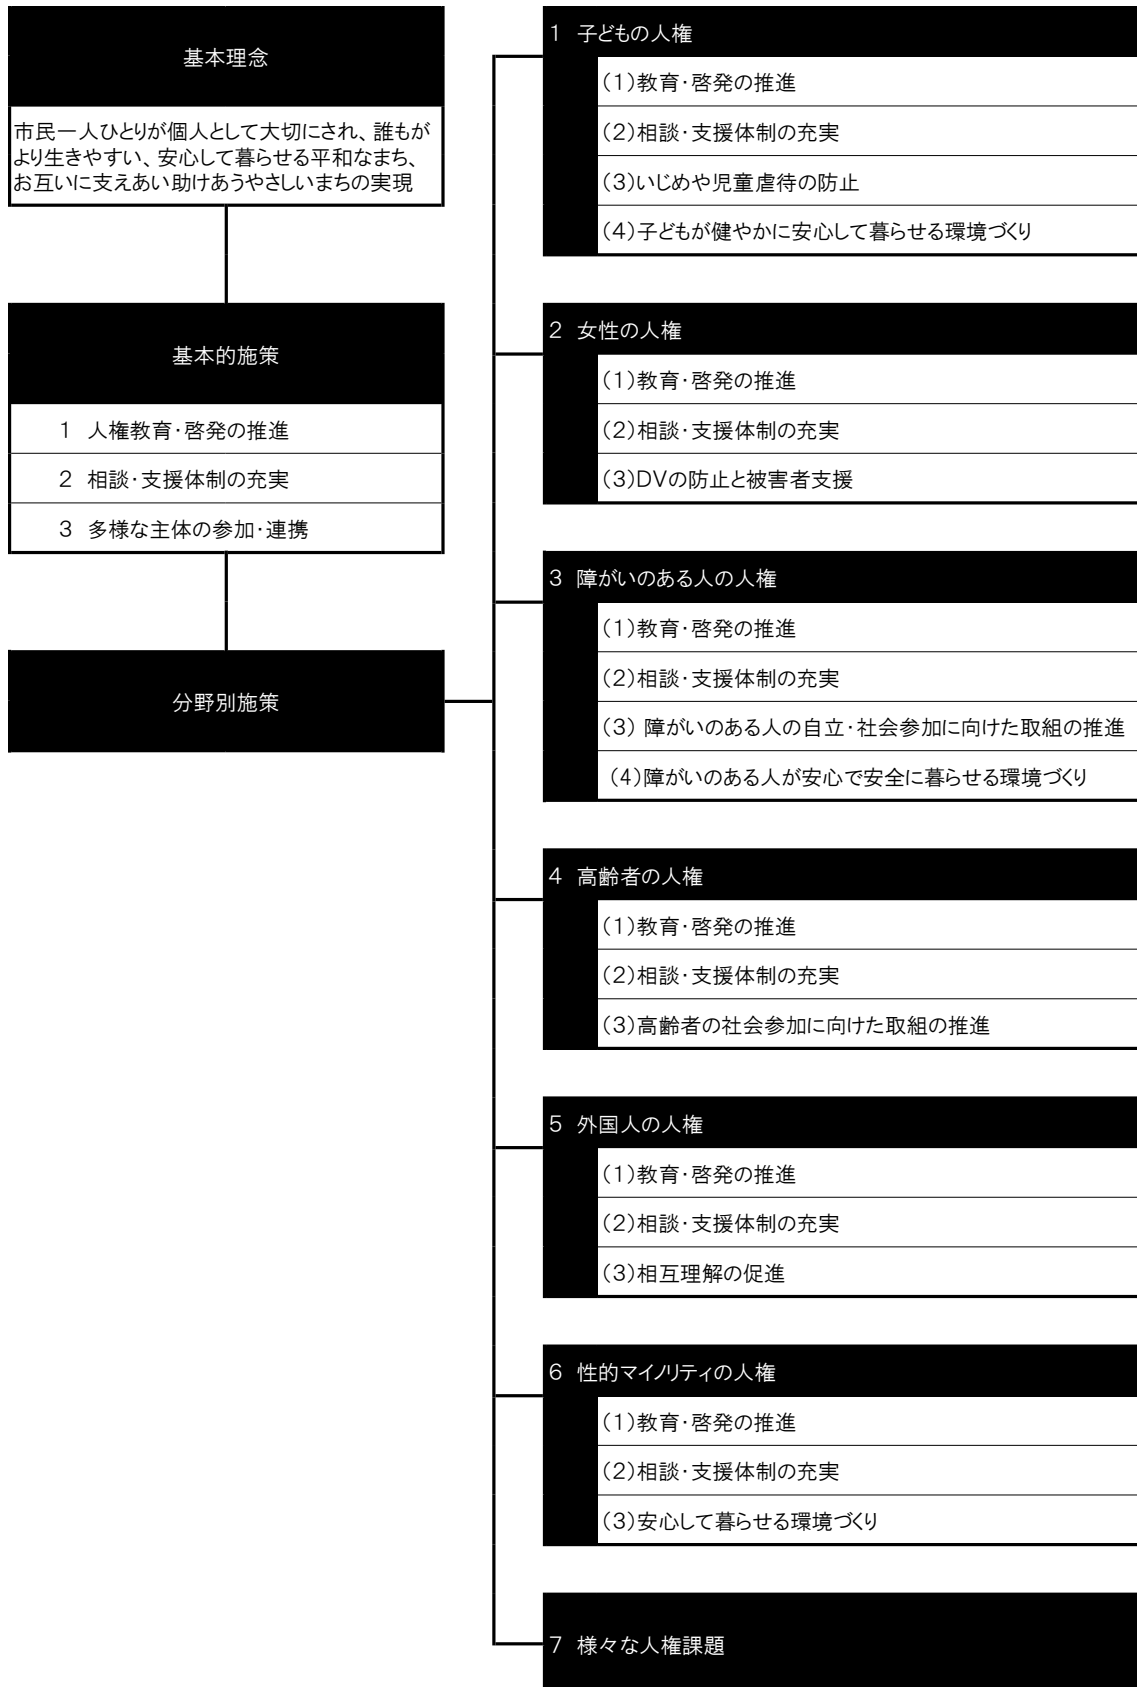 基本理念
市民一人ひとりが個人として大切にされ、誰もが
より生きやすい、安心して暮らせる平和なまち、
お互いに支えあい助けあうやさしいまちの実現
基本的施策
1 人権教育・啓発の推進
2 相談・支援体制の充実
3 多様な主体の参加・連携
分野別施策
1 子どもの人権
(1)教育・啓発の推進
(2)相談・支援体制の充実
(3)いじめや児童虐待の防止
(4)子どもが健やかに安心して暮らせる環境づくり
2 女性の人権
(1)教育・啓発の推進
(2)相談・支援体制の充実
(3)DVの防止と被害者支援
3 障がいのある人の人権
(1)教育・啓発の推進
(2)相談・支援体制の充実
(3) 障がいのある人の自立・社会参加に向けた取組の推進
(4)障がいのある人が安心で安全に暮らせる環境づくり
4 高齢者の人権
(1)教育・啓発の推進
(2)相談・支援体制の充実
(3)高齢者の社会参加に向けた取組の推進
5 外国人の人権
(1)教育・啓発の推進
(2)相談・支援体制の充実
(3)相互理解の促進
6 性的マイノリティの人権
(1)教育・啓発の推進
(2)相談・支援体制の充実
(3)安心して暮らせる環境づくり
7 様々な人権課題